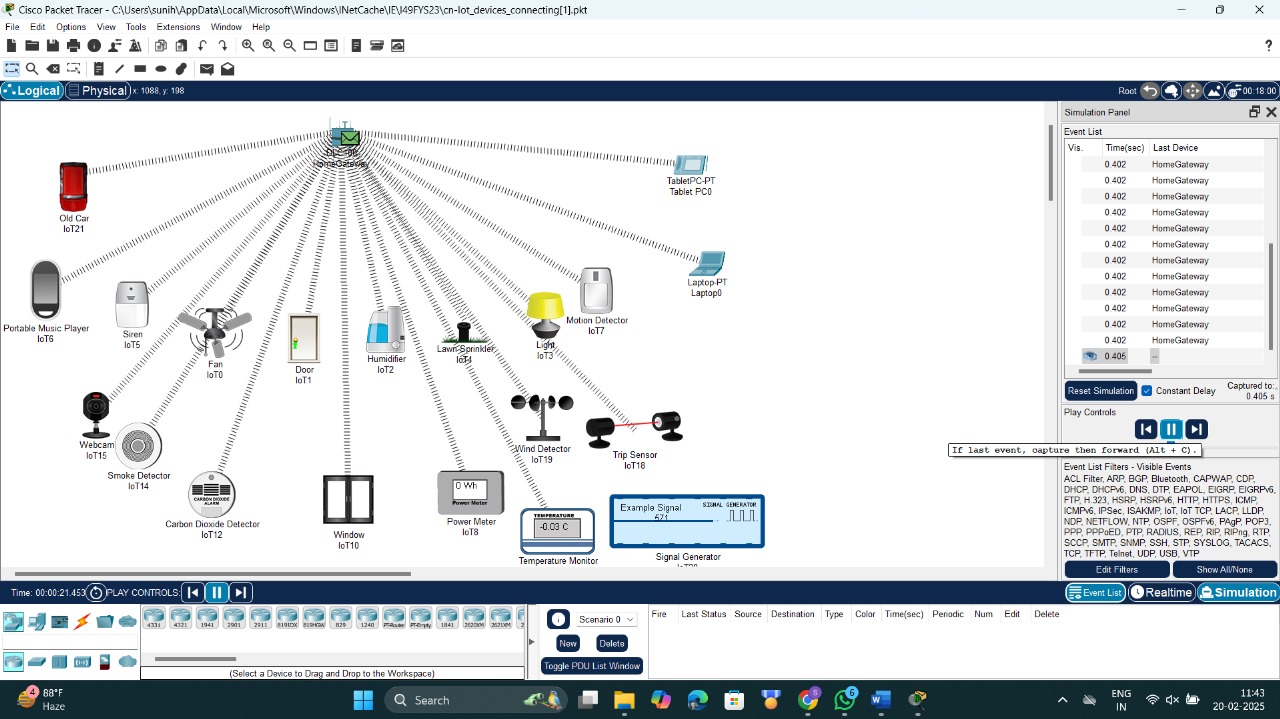 Cisco Packet Tracer - C:\Users\sunih\AppData\Local\Microsoft\Windows\INetCache\IE\I49FYS23\cn-Iot_devices_connecting[1].pkt
File Edit Options View Tools Extensions Window Help
Logical Physical x: 1088, y: 198 Root 00:18:00
Simulation Panel
Event List
Vis. Time(sec) Last Device
0.402 HomeGateway
0.402 HomeGateway
0.402 HomeGateway
0.402 HomeGateway
0.402 HomeGateway
0.402 HomeGateway
0.402 HomeGateway
0.402 HomeGateway
0.402 HomeGateway
0.402 HomeGateway
0.402 HomeGateway
0.402 HomeGateway
0.405 --
Reset Simulation Constant Delay Captured to:
0.405 s
Play Controls
If last event, capture then forward (Alt + C).
Event List Filters - Visible Events
ACL Filter, ARP, BGP, Bluetooth, CAPWAP, CDP,
DHCP, DHCPv6, DNS, DTP, EAPOL, EIGRP, EIGRPv6,
FTP, H.323, HSRP, HSRPv6, HTTP, HTTPS, ICMP,
ICMPv6, IPSec, ISAKMP, IoT, IoT TCP, LACP, LLDP,
NDP, NETFLOW, NTP, OSPF, OSPFv6, PAgP, POP3,
PPP, PPPoED, PTP, RADIUS, REP, RIP, RIPng, RTP,
SCCP, SMTP, SNMP, SSH, STP, SYSLOG, TACACS,
TCP, TFTP, Telnet, UDP, USB, VTP
Edit Filters Show All/None
Event List Realtime Simulation
HomeGateway
Old Car
IoT21
TabletPC-PT
Tablet PC0
Laptop-PT
Laptop0
Portable Music Player
IoT6
Siren
IoT5
Fan
IoT0
Door
IoT1
Humidifier
IoT2
Lawn Sprinkler
IoT4
Light
IoT3
Motion Detector
IoT7
Webcam
IoT15
Smoke Detector
IoT14
CARBON DIOXIDE
ALARM
Carbon Dioxide Detector
IoT12
Window
IoT10
0 Wh
Power Meter
Power Meter
IoT8
Wind Detector
IoT19
Trip Sensor
IoT18
TEMPERATURE
-0.03 C
Temperature Monitor
Example Signal
571
SIGNAL GENERATOR
Signal Generator
Time: 00:00:21.453 PLAY CONTROLS:
4331 4321 1941 2901 2911 819IOX 819HGW 829 1240 PT-Router PT-Empty 1841 2620XM 2621XM
(Select a Device to Drag and Drop to the Workspace)
Scenario 0
New Delete
Toggle PDU List Window
Fire Last Status Source Destination Type Color Time(sec) Periodic Num Edit Delete
4
88°F
Haze
Search
6
ENG
IN
11:43
20-02-2025